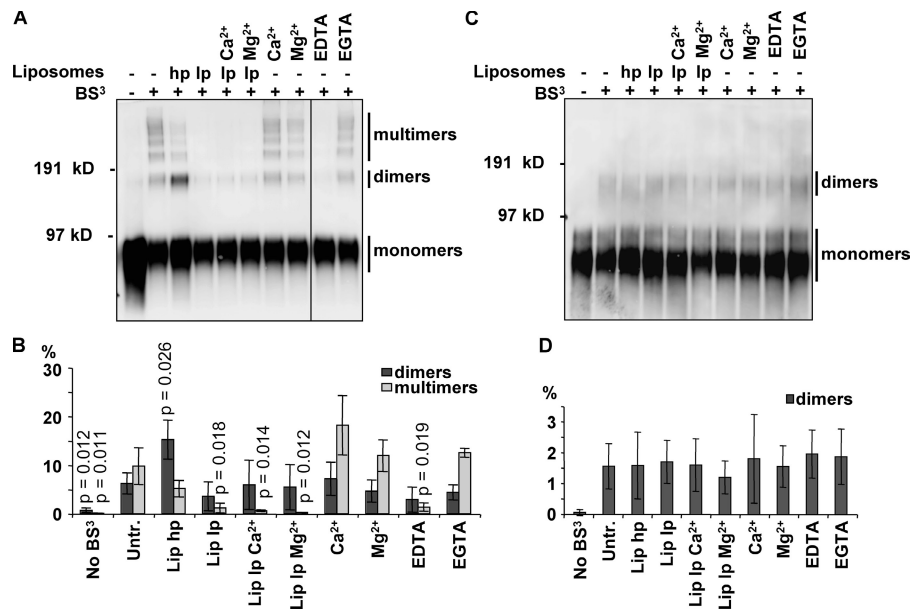 A
Ca²⁺ Mg²⁺ Ca²⁺ Mg²⁺ EDTA EGTA
Liposomes - - hp lp lp lp - - - -
BS³ - + + + + + + + + +
multimers
191 kD -
dimers
97 kD -
monomers
C
Ca²⁺ Mg²⁺ Ca²⁺ Mg²⁺ EDTA EGTA
Liposomes - - hp lp lp lp - - - -
BS³ - + + + + + + + + +
191 kD -
dimers
97 kD -
monomers
B
%
30
20
10
0
dimers
multimers
p = 0.012
p = 0.011
p = 0.026
p = 0.018
p = 0.014
p = 0.012
p = 0.019
No BS³
Untr.
Lip hp
Lip lp
Lip lp Ca²⁺
Lip lp Mg²⁺
Ca²⁺
Mg²⁺
EDTA
EGTA
D
%
3
2
1
0
dimers
No BS³
Untr.
Lip hp
Lip lp
Lip lp Ca²⁺
Lip lp Mg²⁺
Ca²⁺
Mg²⁺
EDTA
EGTA